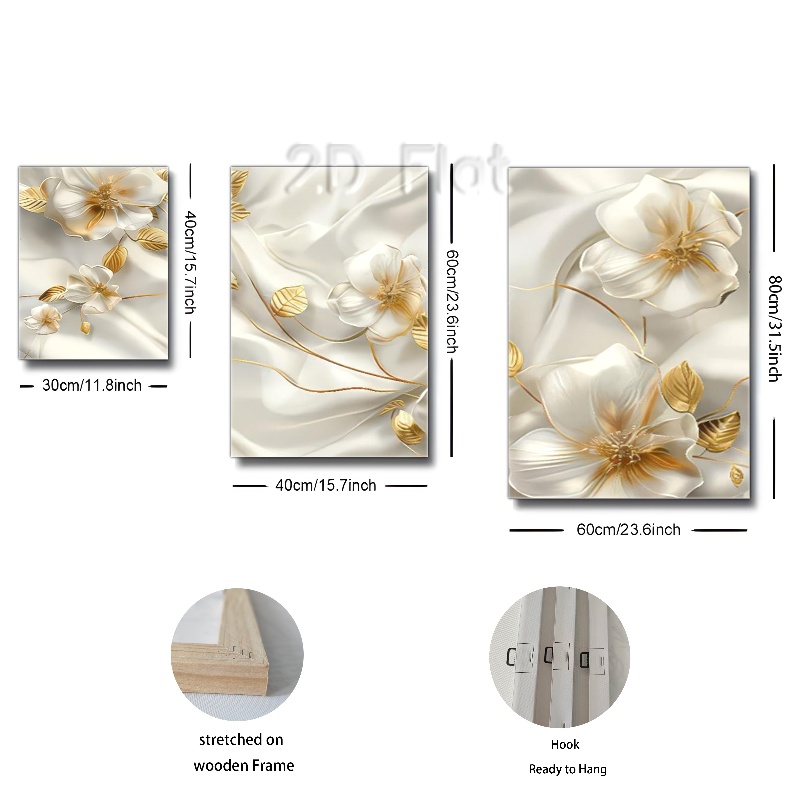 2D Flat
40cm/15.7inch
30cm/11.8inch
60cm/23.6inch
40cm/15.7inch
80cm/31.5inch
60cm/23.6inch
stretched on
wooden Frame
Hook
Ready to Hang